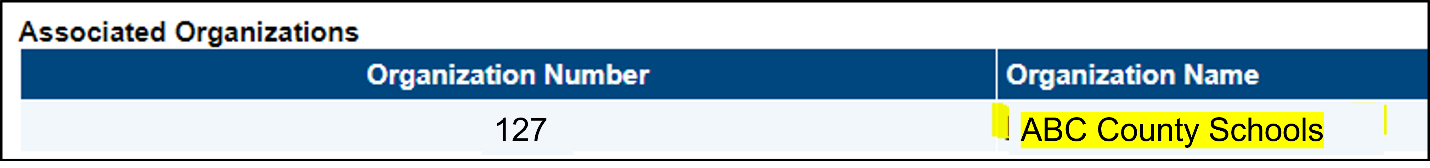 Associated Organizations
Organization Number Organization Name
127 ABC County Schools